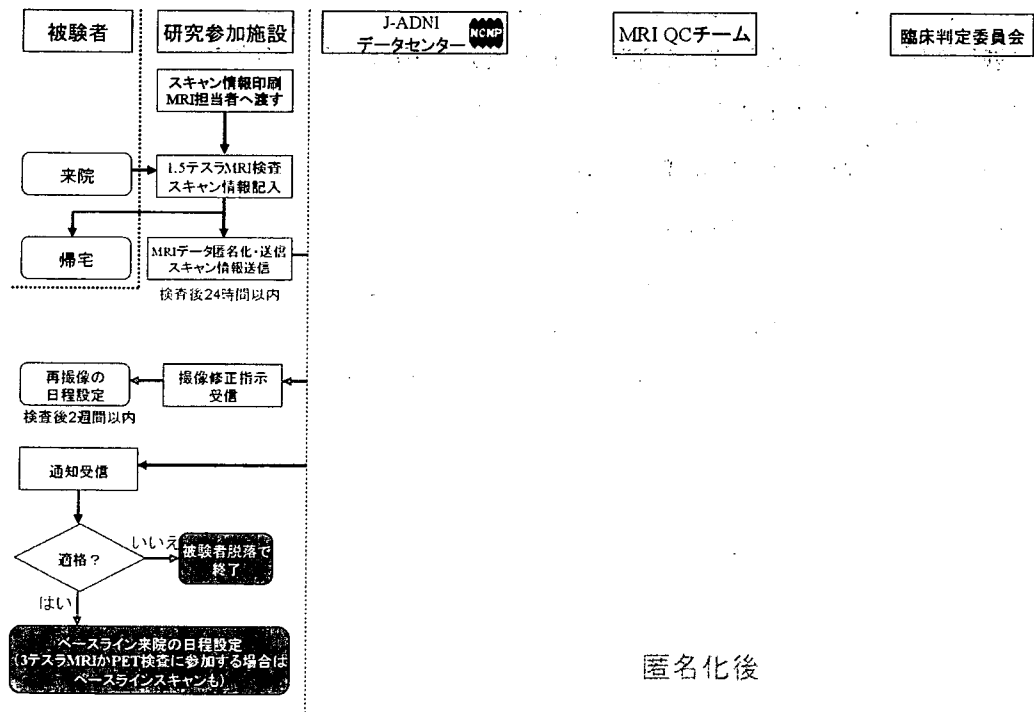 被験者
研究参加施設
J-ADNI
データセンター
NCNP
MRI QCチーム
臨床判定委員会
スキャン情報印刷
MRI担当者へ渡す
来院
1.5テスラMRI検査
スキャン情報記入
帰宅
MRIデータ匿名化・送信
スキャン情報送信
検査後24時間以内
再撮像の
日程設定
検査後2週間以内
撮像修正指示
受信
通知受信
適格？
いいえ
被験者脱落で
終了
はい
ベースライン来院の日程設定
(3テスラMRIかPET検査に参加する場合は
ベースラインスキャンも)
匿名化後